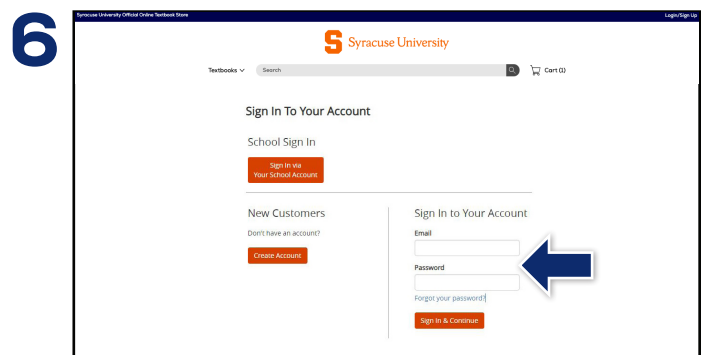 6
Syracuse University Official Online Textbook Store
Login/Sign Up
S Syracuse University
Textbooks
Search
Cart (1)
Sign In To Your Account
School Sign In
Sign In via
Your School Account
New Customers
Don't have an account?
Create Account
Sign In to Your Account
Email
Password
Forgot your password?
Sign In & Continue